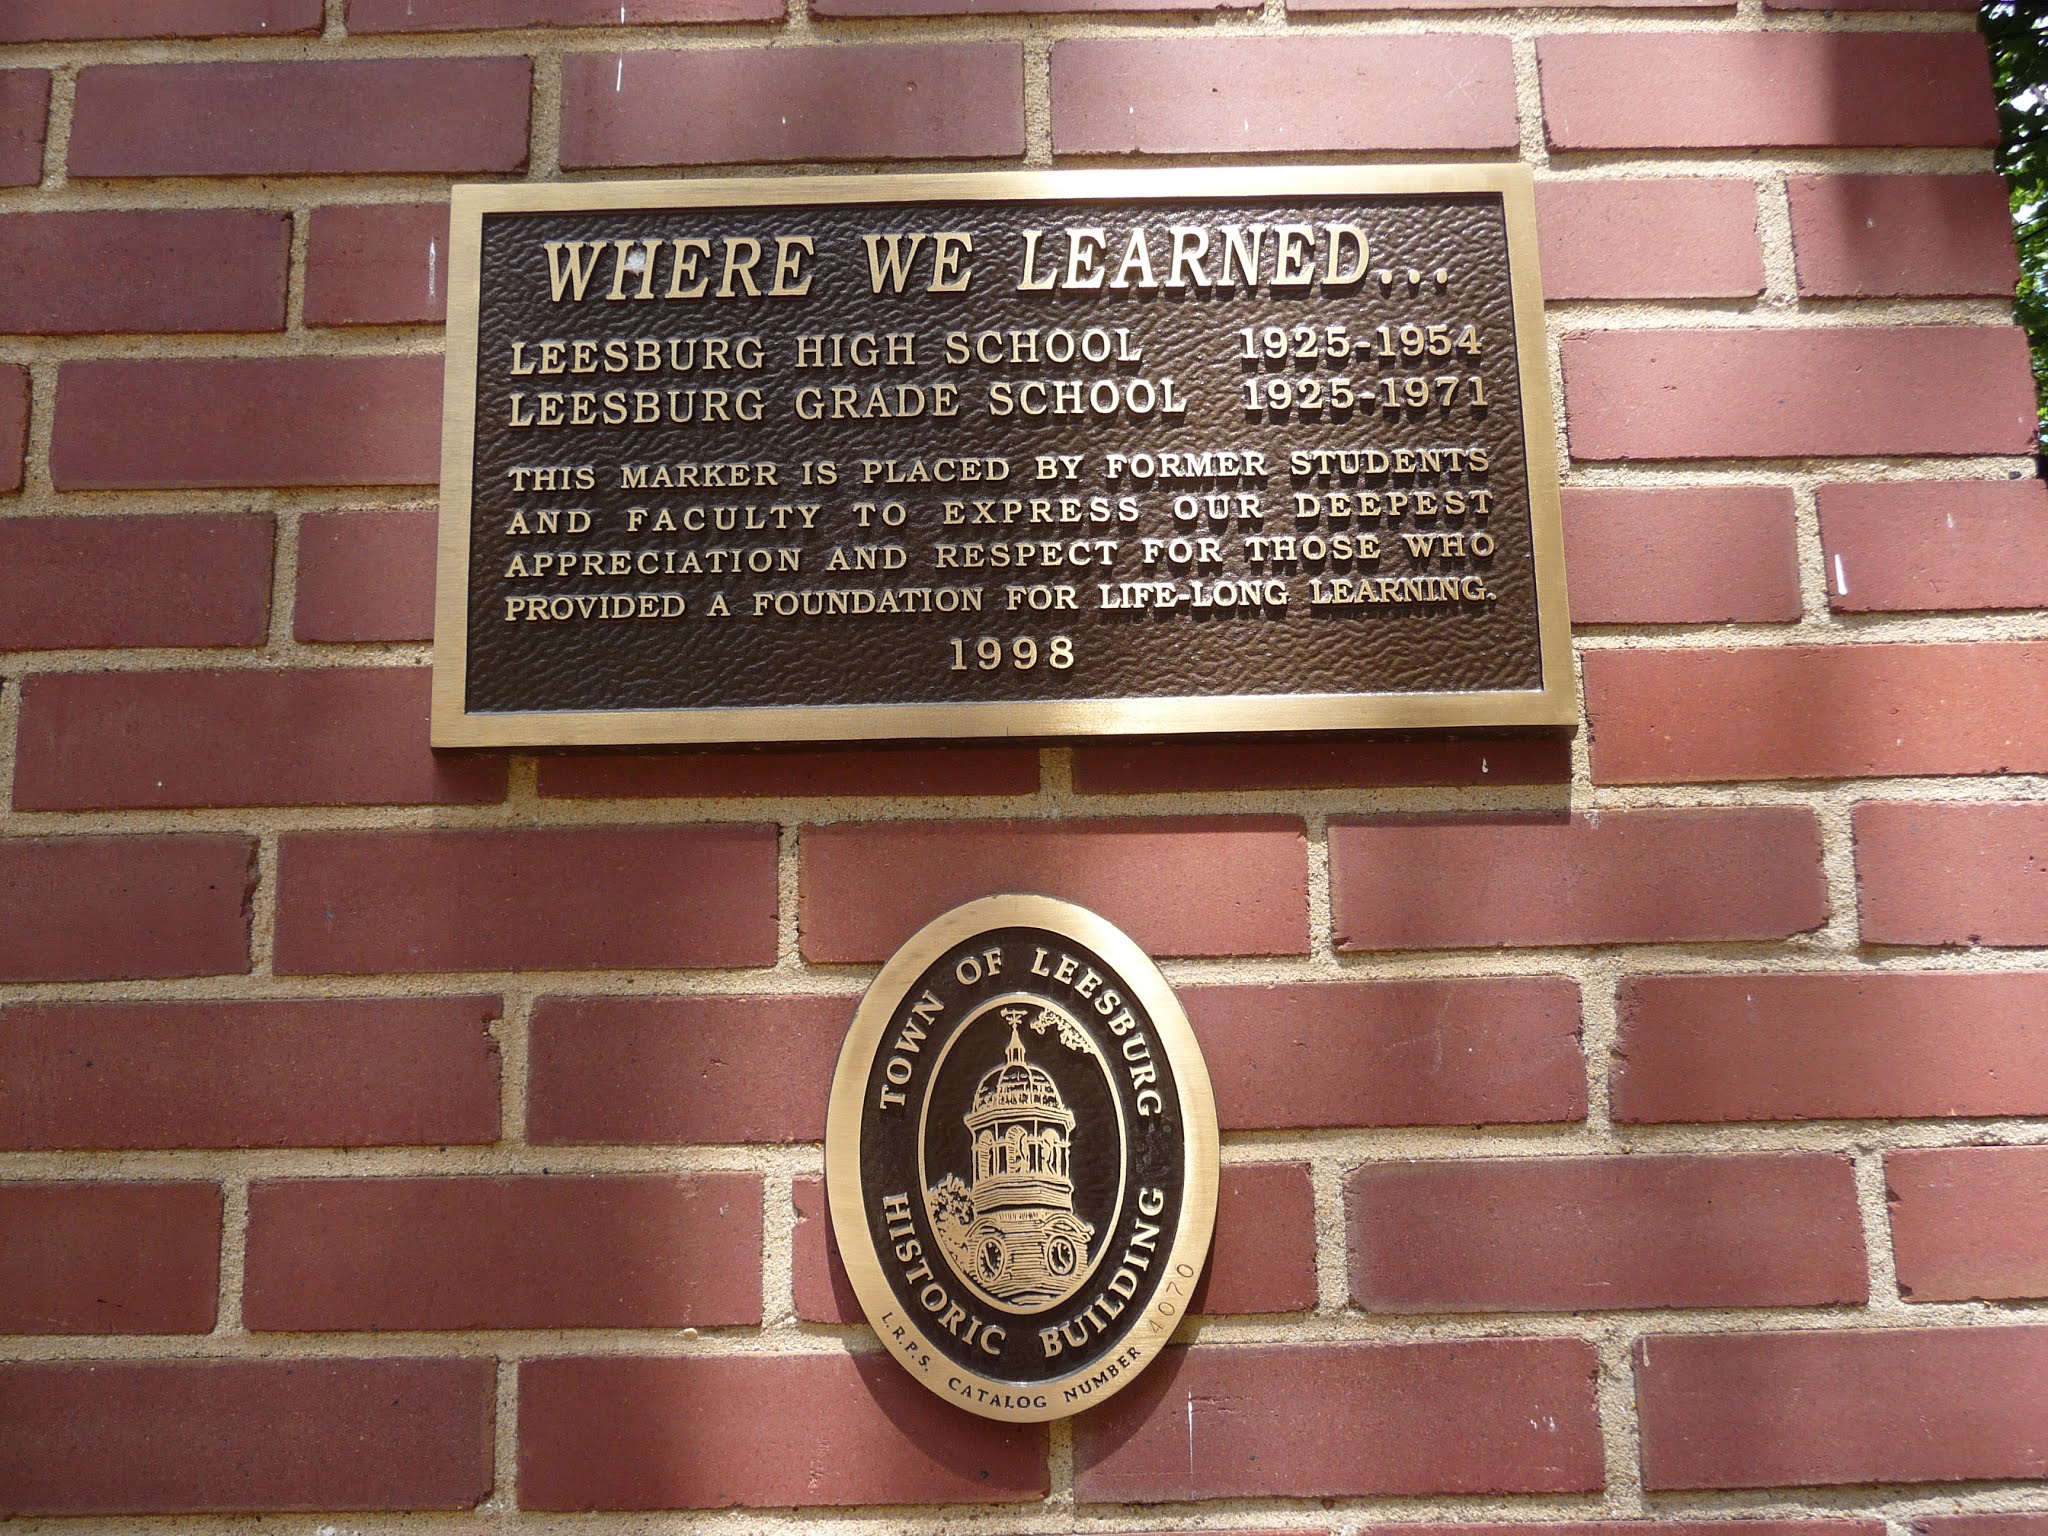 WHERE WE LEARNED...
LEESBURG HIGH SCHOOL 1925-1954
LEESBURG GRADE SCHOOL 1925-1971
THIS MARKER IS PLACED BY FORMER STUDENTS
AND FACULTY TO EXPRESS OUR DEEPEST
APPRECIATION AND RESPECT FOR THOSE WHO
PROVIDED A FOUNDATION FOR LIFE-LONG LEARNING.
1998
TOWN OF LEESBURG
HISTORIC BUILDING
L.R.P.S. CATALOG NUMBER 4070